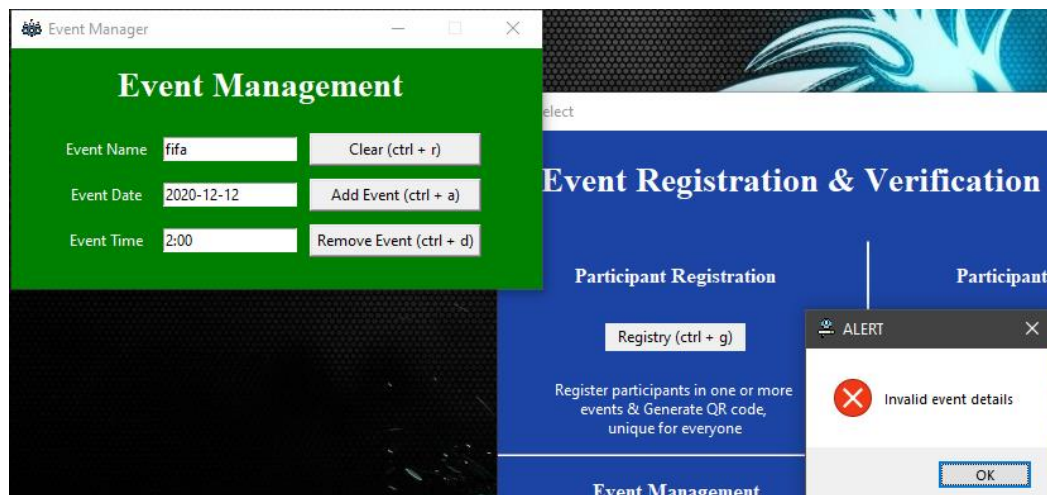 Event Manager
Event Management
Event Name fifa Clear (ctrl + r)
Event Date 2020-12-12 Add Event (ctrl + a)
Event Time 2:00 Remove Event (ctrl + d)
elect
Event Registration & Verification
Participant Registration
Participant
Registry (ctrl + g)
Register participants in one or more
events & Generate QR code,
unique for everyone
Event Management
ALERT
Invalid event details
OK